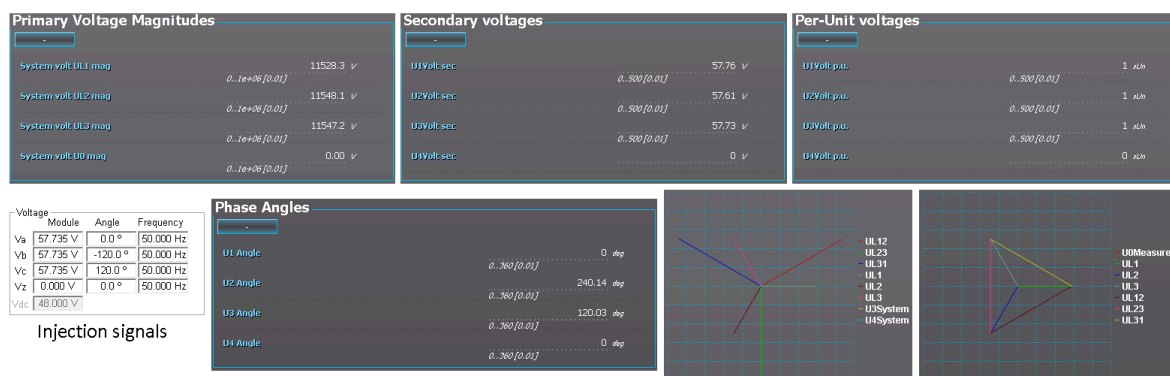 Primary Voltage Magnitudes
-
System volt UL1 mag 11528.3 V
0..1e+06 [0.01]
System volt UL2 mag 11548.1 V
0..1e+06 [0.01]
System volt UL3 mag 11547.2 V
0..1e+06 [0.01]
System volt U0 mag 0.00 V
0..1e+06 [0.01]
Secondary voltages
-
U1Volt sec 57.76 V
0..500 [0.01]
U2Volt sec 57.61 V
0..500 [0.01]
U3Volt sec 57.73 V
0..500 [0.01]
U4Volt sec 0 V
Per-Unit voltages
-
U1Volt p.u. 1 xUn
0..500 [0.01]
U2Volt p.u. 1 xUn
0..500 [0.01]
U3Volt p.u. 1 xUn
0..500 [0.01]
U4Volt p.u. 0 xUn
Voltage
Module Angle Frequency
Va 57.735 V 0.0 º 50.000 Hz
Vb 57.735 V -120.0 º 50.000 Hz
Vc 57.735 V 120.0 º 50.000 Hz
Vz 0.000 V 0.0 º 50.000 Hz
Vdc 48.000 V
Injection signals
Phase Angles
-
U1 Angle 0 deg
0..360 [0.01]
U2 Angle 240.14 deg
0..360 [0.01]
U3 Angle 120.03 deg
0..360 [0.01]
U4 Angle 0 deg
0..360 [0.01]
UL12
UL23
UL31
UL1
UL2
UL3
U3System
U4System
U0Measure
UL1
UL2
UL3
UL12
UL23
UL31